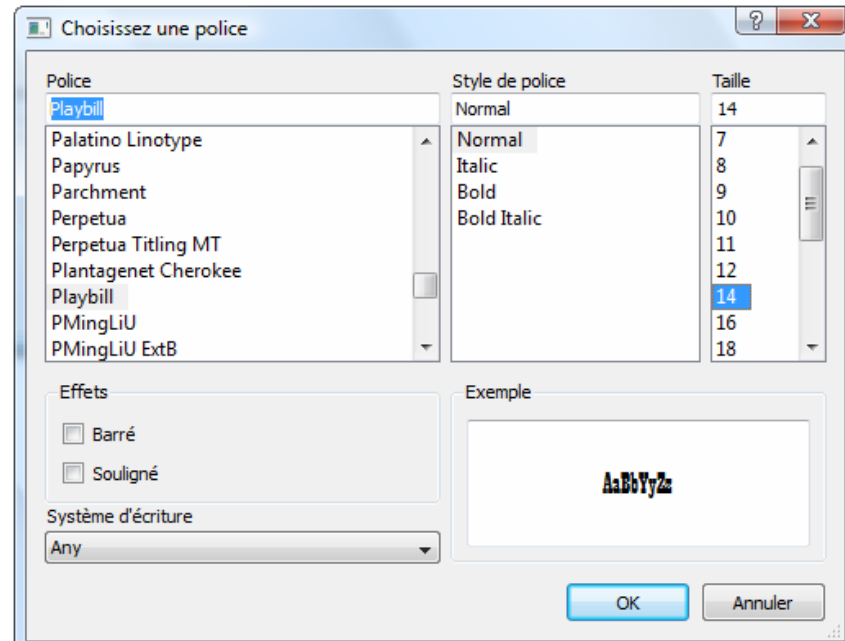 Choisissez une police
Police
Playbill
Palatino Linotype
Papyrus
Parchment
Perpetua
Perpetua Titling MT
Plantagenet Cherokee
Playbill
PMingLiU
PMingLiU ExtB
Style de police
Normal
Normal
Italic
Bold
Bold Italic
Taille
14
7
8
9
10
11
12
14
16
18
Effets
Barré
Souligné
Système d'écriture
Any
Exemple
AaBbYyZz
OK
Annuler